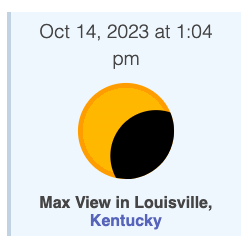 Oct 14, 2023 at 1:04
pm
Max View in Louisville,
Kentucky